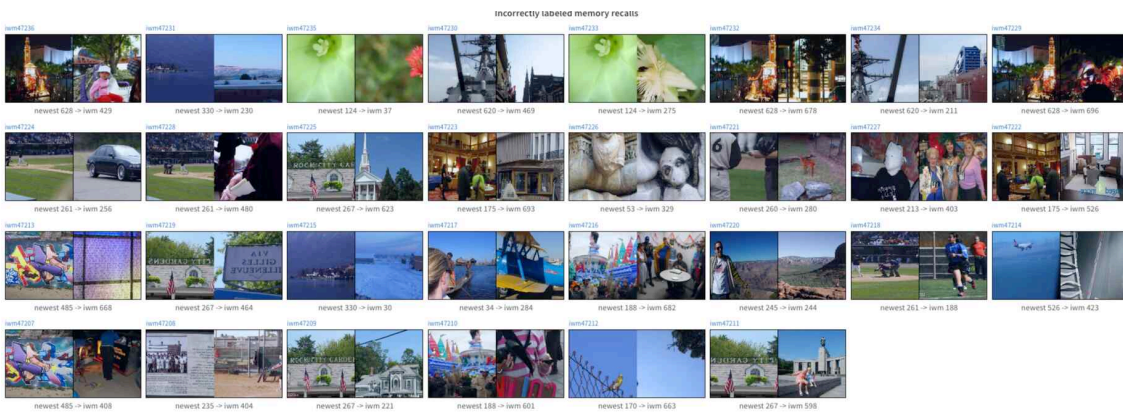 Incorrectly labeled memory recalls
iwm47236 iwm47231 iwm47235 iwm47230 iwm47233 iwm47232 iwm47234 iwm47229
newest 628 -> iwm 429 newest 330 -> iwm 230 newest 124 -> iwm 37 newest 620 -> iwm 469 newest 124 -> iwm 275 newest 628 -> iwm 678 newest 620 -> iwm 211 newest 628 -> iwm 696
iwm47224 iwm47228 iwm47225 iwm47223 iwm47226 iwm47221 iwm47227 iwm47222
6
newest 261 -> iwm 256 newest 261 -> iwm 480 newest 267 -> iwm 623 newest 175 -> iwm 693 newest 53 -> iwm 329 newest 260 -> iwm 280 newest 213 -> iwm 403 newest 175 -> iwm 526
iwm47213 iwm47219 iwm47215 iwm47217 iwm47216 iwm47220 iwm47218 iwm47214
VIA
GILLES
VILLENEUVE
newest 485 -> iwm 668 newest 267 -> iwm 464 newest 330 -> iwm 30 newest 34 -> iwm 284 newest 188 -> iwm 682 newest 245 -> iwm 244 newest 261 -> iwm 188 newest 526 -> iwm 423
iwm47207 iwm47208 iwm47209 iwm47210 iwm47212 iwm47211
newest 485 -> iwm 408 newest 235 -> iwm 404 newest 267 -> iwm 221 newest 188 -> iwm 601 newest 170 -> iwm 663 newest 267 -> iwm 598